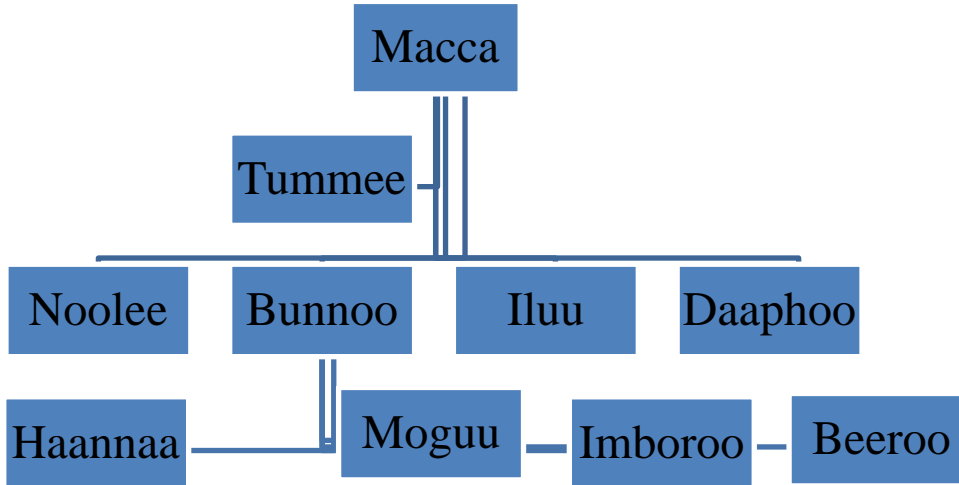 Macca
Tummee
Noolee
Bunnoo
Iluu
Daaphoo
Haannaa
Moguu
Imboroo
Beeroo